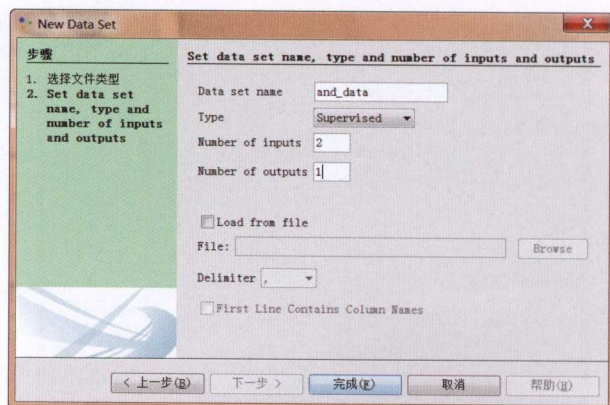 New Data Set
步骤
1. 选择文件类型
2. Set data set
name, type and
number of inputs
and outputs
Set data set name, type and number of inputs and outputs
Data set name and_data
Type Supervised
Number of inputs 2
Number of outputs 1
Load from file
File: Browse
Delimiter ,
First Line Contains Column Names
< 上一步(B) 下一步 > 完成(F) 取消 帮助(H)